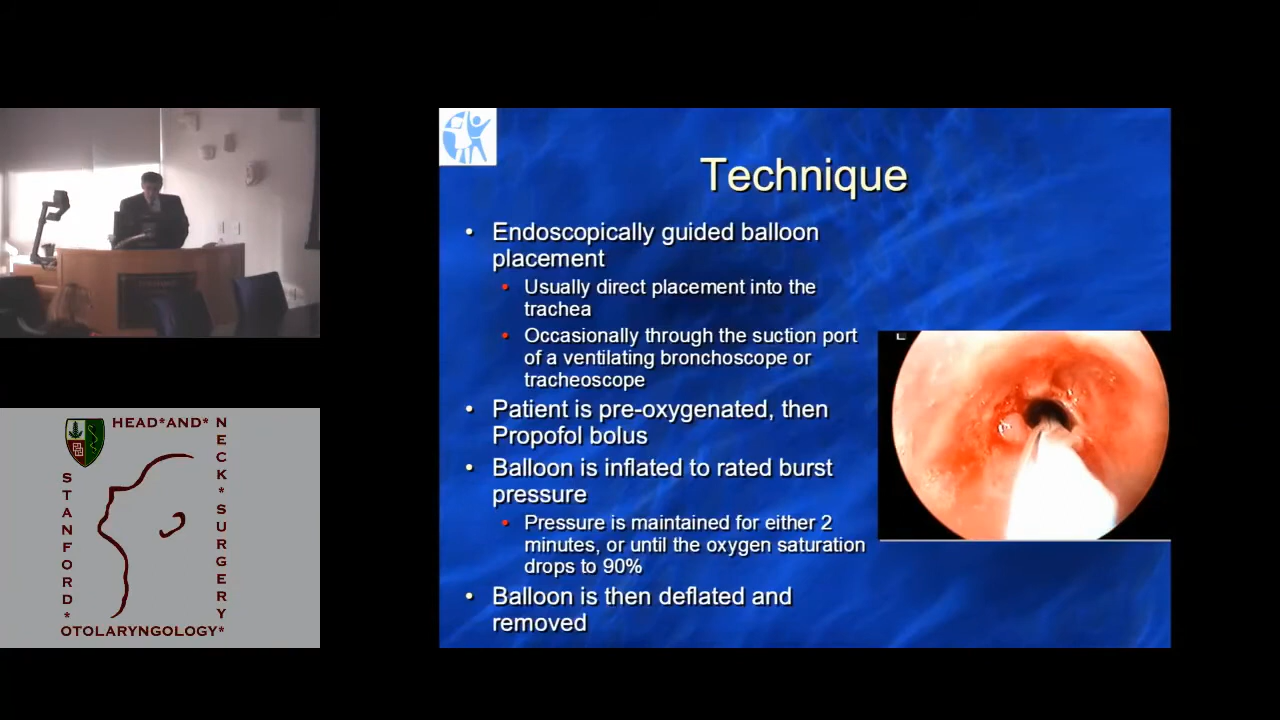 Technique
• Endoscopically guided balloon
placement
• Usually direct placement into the
trachea
• Occasionally through the suction port
of a ventilating bronchoscope or
tracheoscope
• Patient is pre-oxygenated, then
Propofol bolus
• Balloon is inflated to rated burst
pressure
• Pressure is maintained for either 2
minutes, or until the oxygen saturation
drops to 90%
• Balloon is then deflated and
removed
STANFORD*
HEAD*AND*
NECK*SURGERY
OTOLARYNGOLOGY*